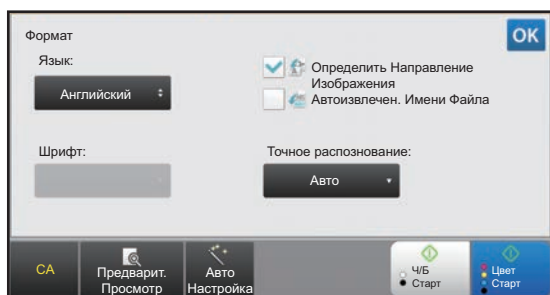 Формат
OK
Язык:
Английский
Определить Направление
Изображения
Автоизвлечен. Имени Файла
Шрифт:
Точное распознование:
Авто
CA
Предварит.
Просмотр
Авто
Настройка
Ч/Б
Старт
Цвет
Старт